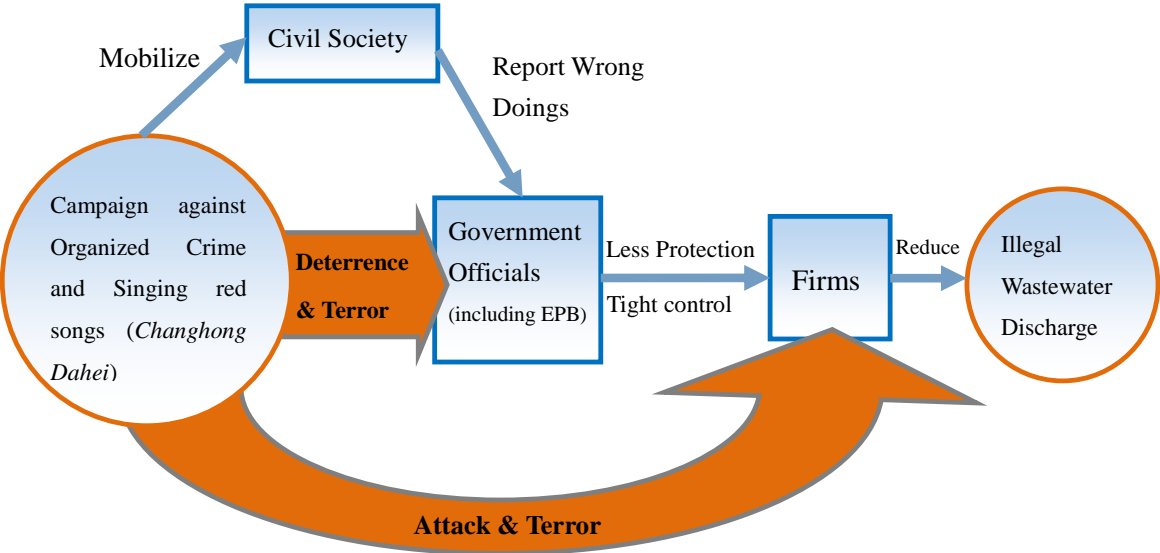 Civil Society
Mobilize
Report Wrong
Doings
Campaign against
Organized Crime
and Singing red
songs (Changhong
Dahei)
Deterrence
& Terror
Government
Officials
(including EPB)
Less Protection
Tight control
Firms
Reduce
Illegal
Wastewater
Discharge
Attack & Terror